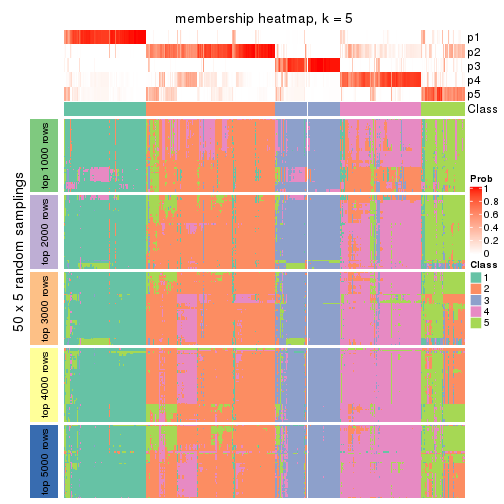 membership heatmap, k = 5
p1
p2
p3
p4
p5
Class
50 x 5 random samplings
top 1000 rows
top 2000 rows
top 3000 rows
top 4000 rows
top 5000 rows
Prob
1
0.8
0.6
0.4
0.2
0
Class
1
2
3
4
5